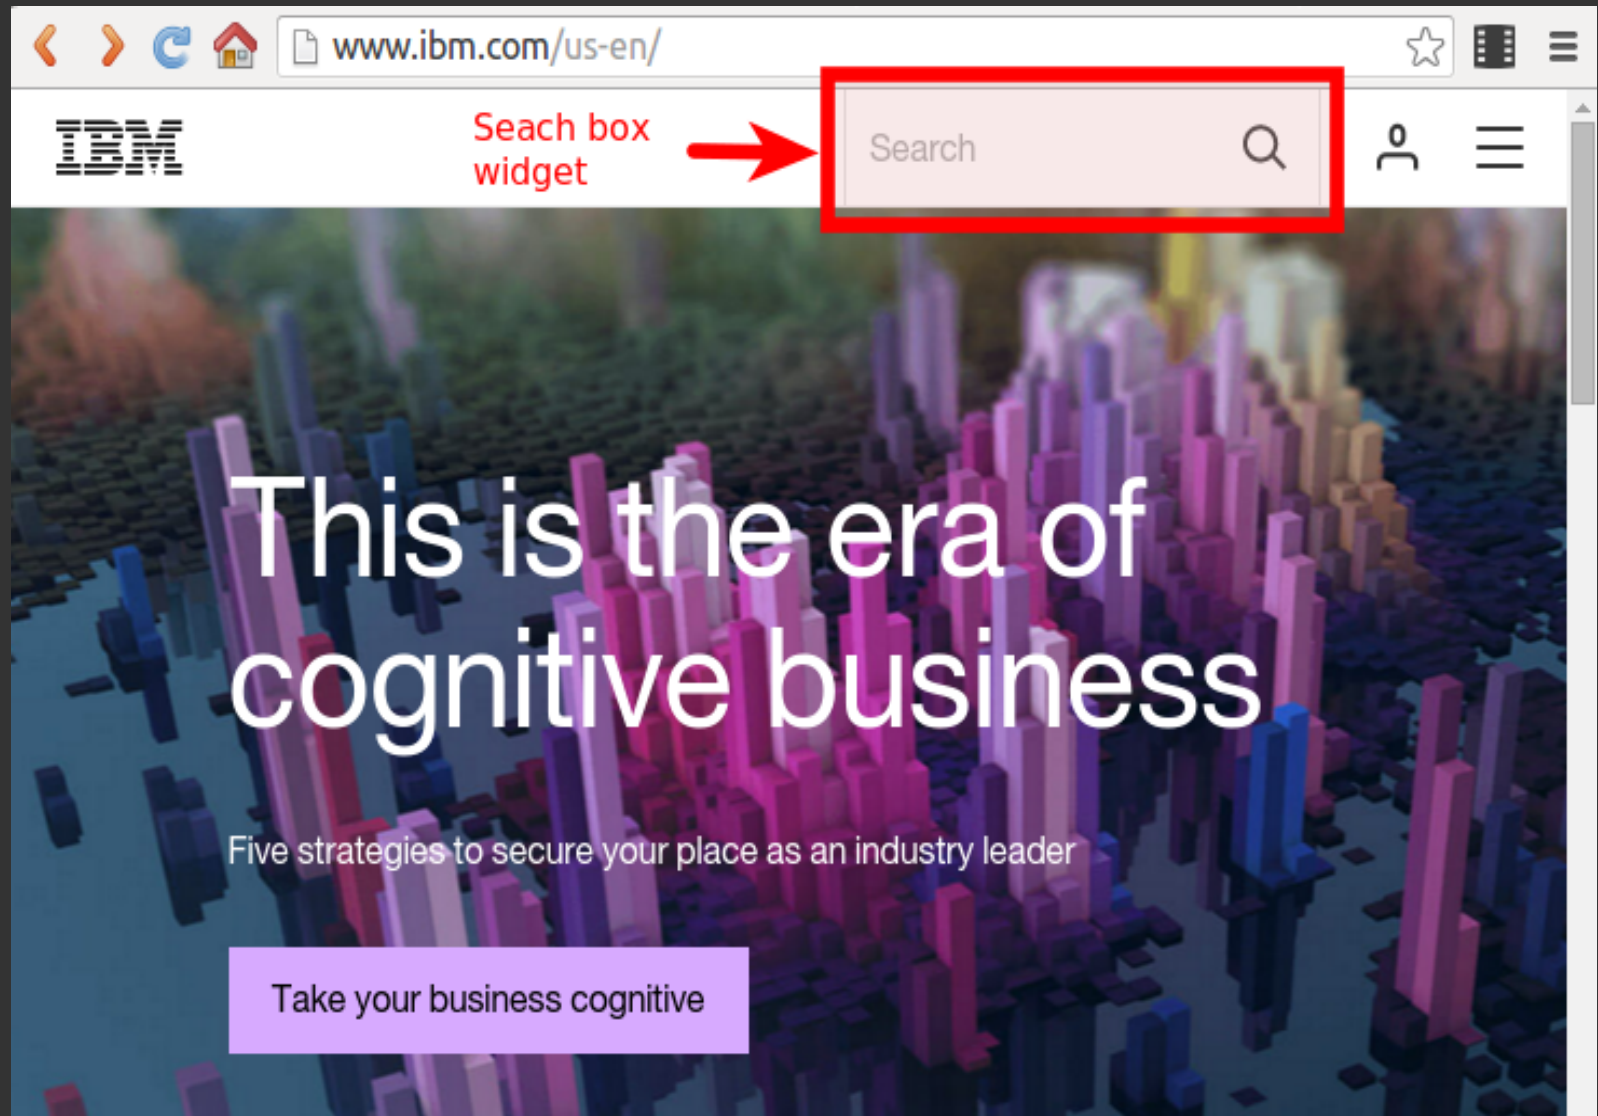 www.ibm.com/us-en/
IBM
Seach box
widget
Search
This is the era of
cognitive business
Five strategies to secure your place as an industry leader
Take your business cognitive